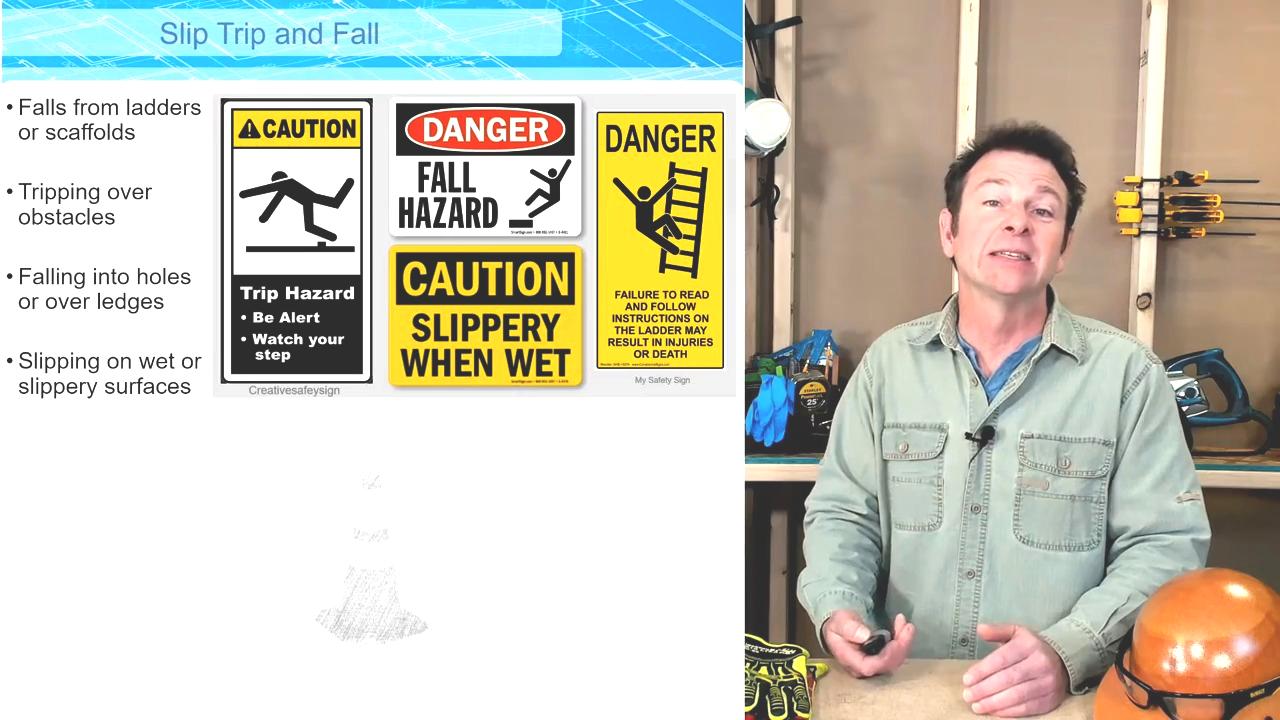 Slip Trip and Fall
• Falls from ladders
or scaffolds
• Tripping over
obstacles
• Falling into holes
or over ledges
• Slipping on wet or
slippery surfaces
CAUTION
Trip Hazard
• Be Alert
• Watch your
step
Creativesafeysign
DANGER
FALL
HAZARD
CAUTION
SLIPPERY
WHEN WET
DANGER
FAILURE TO READ
AND FOLLOW
INSTRUCTIONS ON
THE LADDER MAY
RESULT IN INJURIES
OR DEATH
My Safety Sign
STANLEY
25'